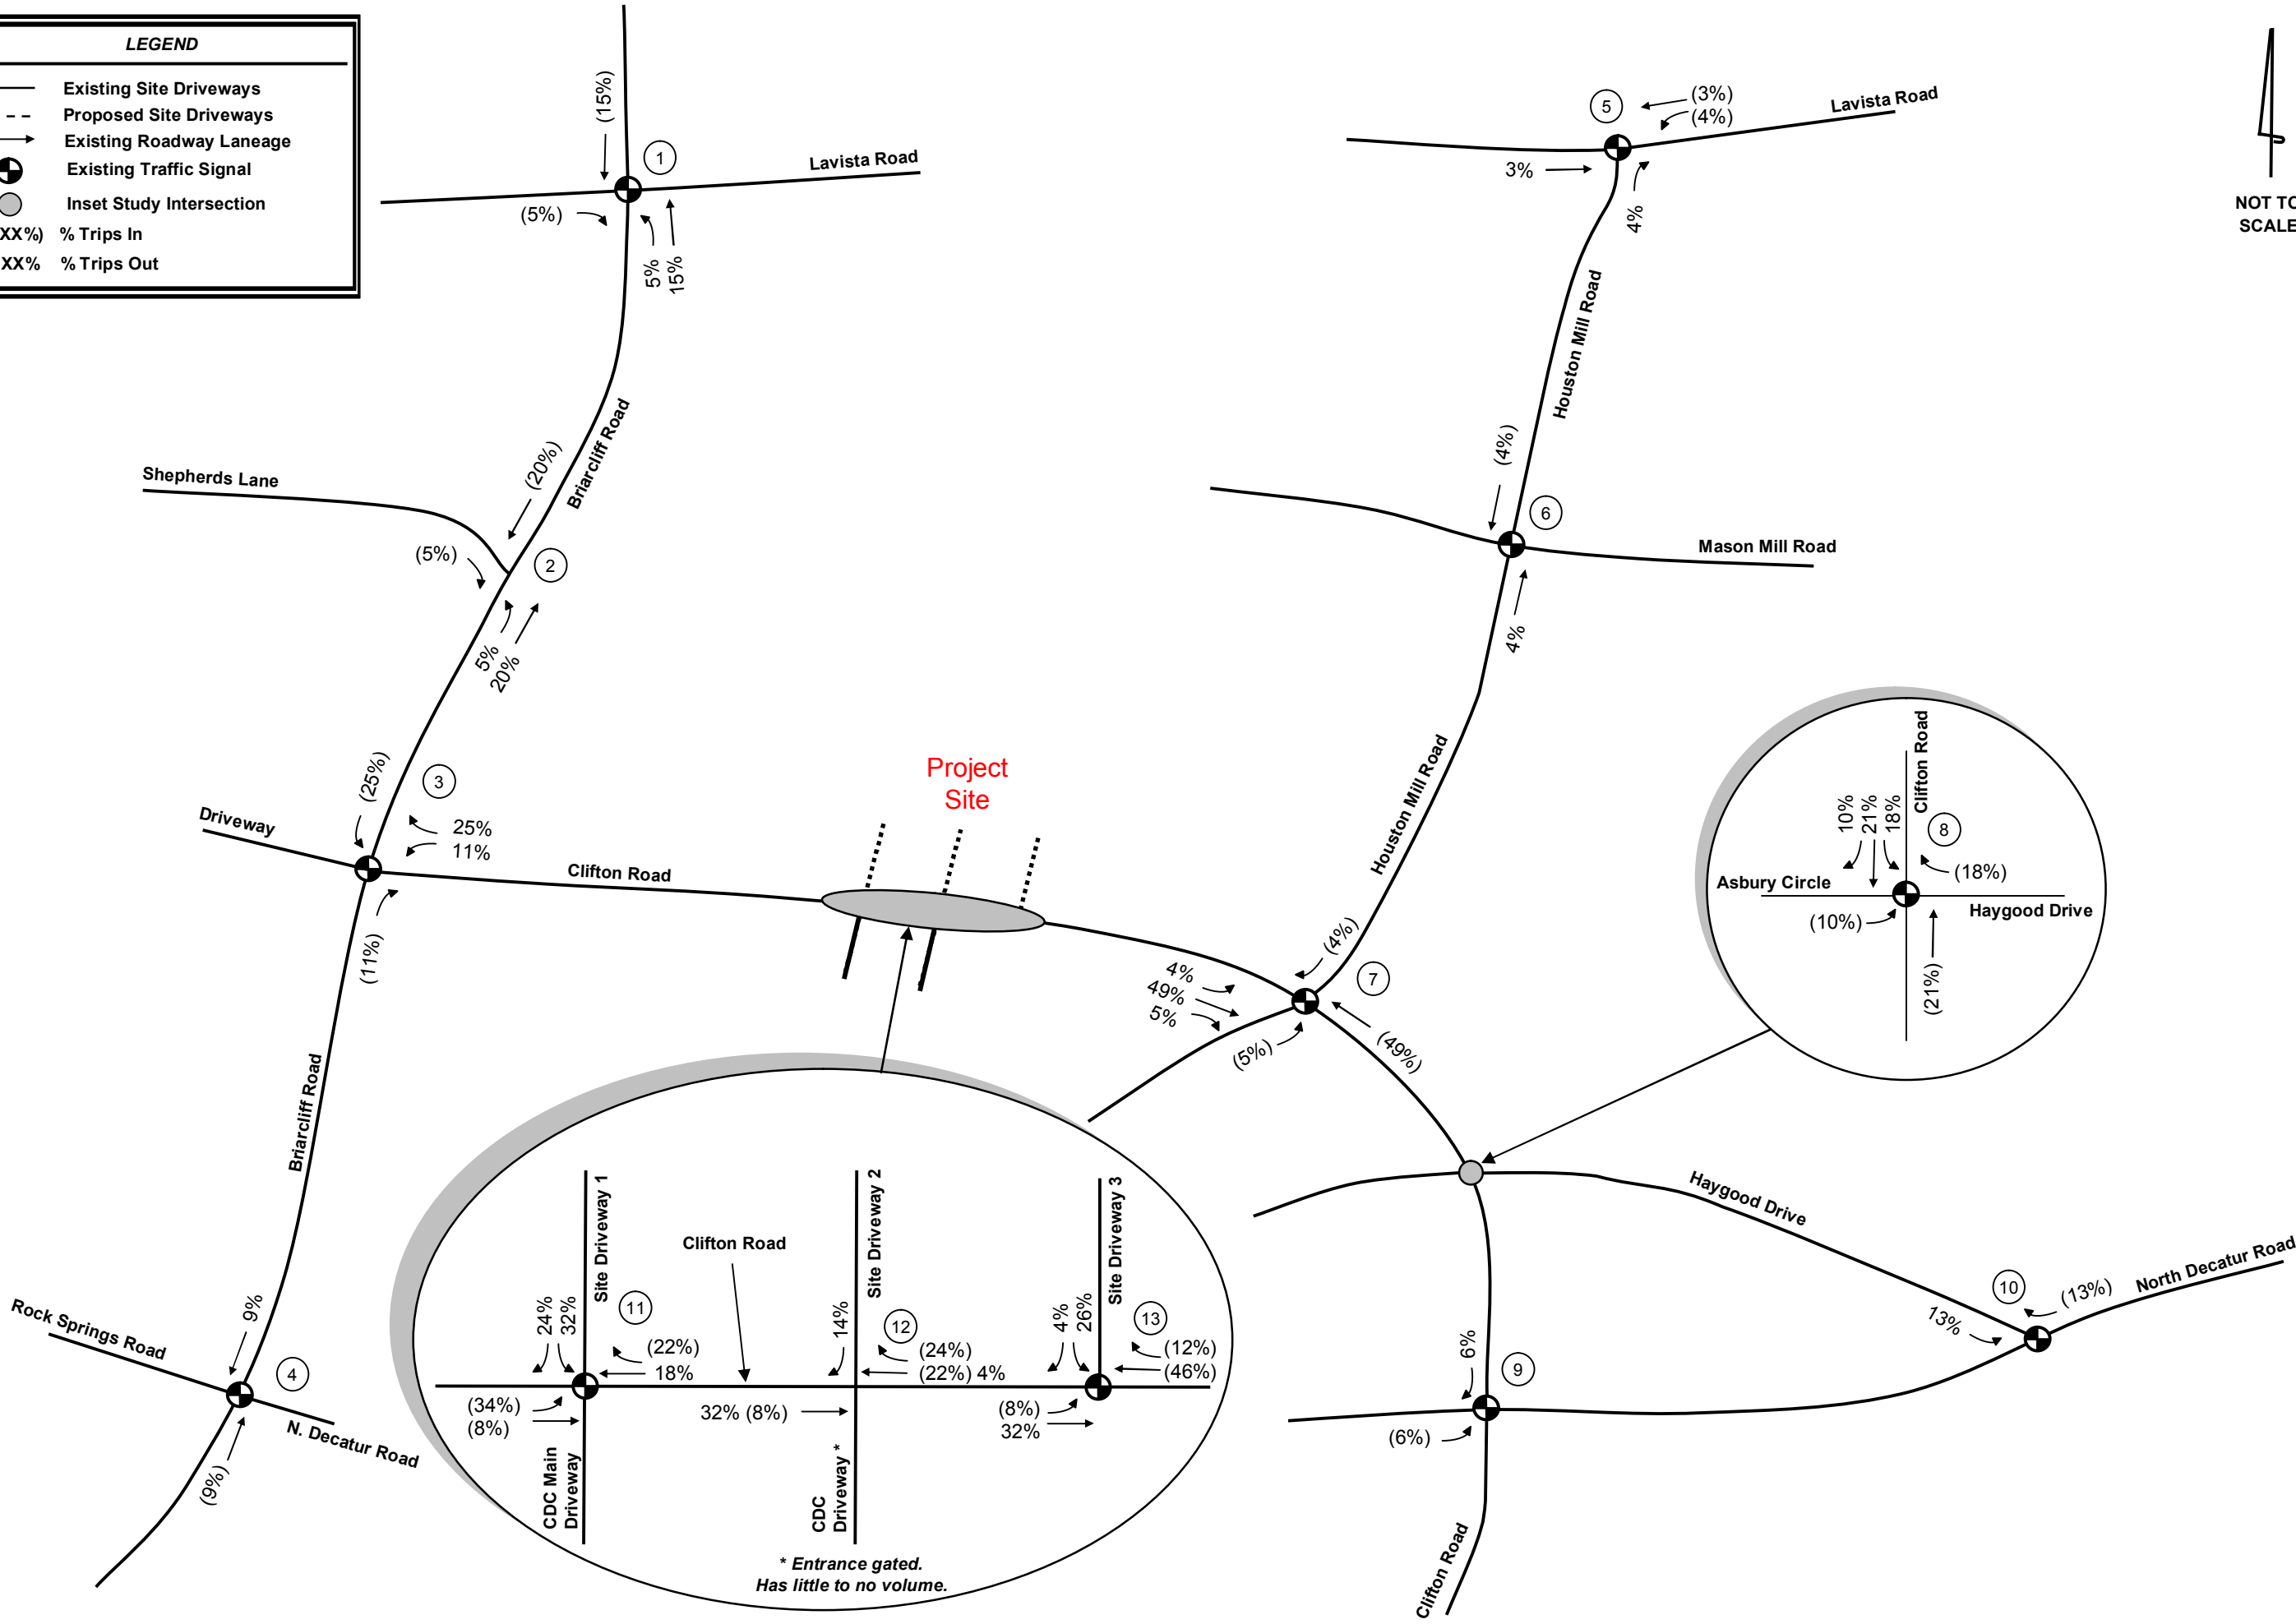 LEGEND
Existing Site Driveways
Proposed Site Driveways
Existing Roadway Laneage
Existing Traffic Signal
Inset Study Intersection
XX%) % Trips In
XX% % Trips Out
NOT TO
SCALE
(15%)
1
Lavista Road
(5%)
5%
15%
5
(3%)
(4%)
Lavista Road
3%
4%
Houston Mill Road
Briarcliff Road
(20%)
Shepherds Lane
(5%)
2
5%
20%
(4%)
6
Mason Mill Road
4%
(25%)
3
Driveway
25%
11%
(11%)
Clifton Road
Project
Site
Houston Mill Road
(4%)
7
4%
49%
5%
(5%)
(49%)
Clifton Road
10%
21%
18%
8
(18%)
Asbury Circle
Haygood Drive
(10%)
(21%)
Briarcliff Road
9%
Rock Springs Road
4
N. Decatur Road
(9%)
Site Driveway 1
Site Driveway 2
Site Driveway 3
Clifton Road
24%
32%
11
(22%)
18%
(34%)
(8%)
14%
12
(24%)
(22%) 4%
32% (8%)
4%
26%
13
(12%)
(46%)
(8%)
32%
CDC Main
Driveway
CDC
Driveway *
* Entrance gated.
Has little to no volume.
Haygood Drive
10
(13%)
North Decatur Road
13%
6%
9
(6%)
Clifton Road